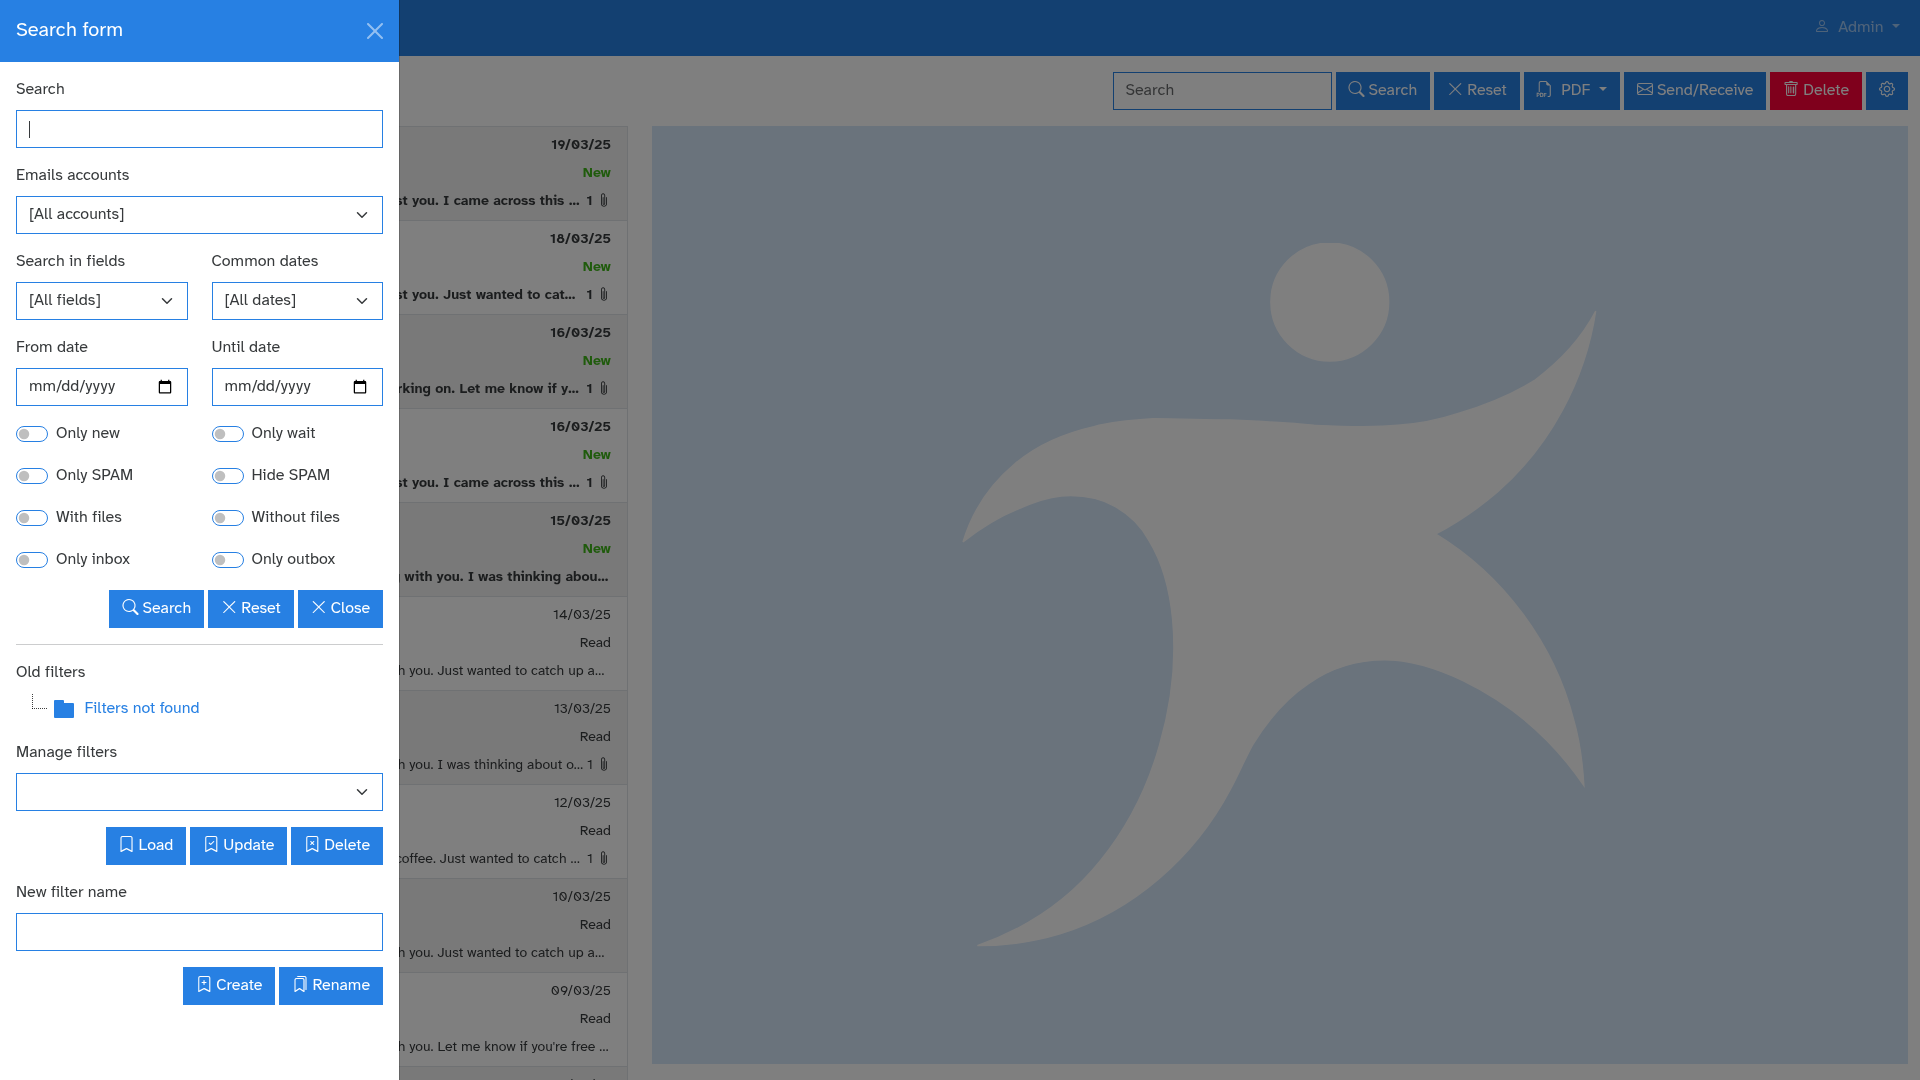 Search form
Admin
Search
Search
Search
Reset
PDF
Send/Receive
Delete
Emails accounts
[All accounts]
Search in fields
Common dates
[All fields]
[All dates]
From date
Until date
mm/dd/yyyy
mm/dd/yyyy
Only new
Only wait
Only SPAM
Hide SPAM
With files
Without files
Only inbox
Only outbox
Search
Reset
Close
Old filters
Filters not found
Manage filters
Load
Update
Delete
New filter name
Create
Rename
19/03/25
New
st you. I came across this ... 1
18/03/25
New
st you. Just wanted to cat... 1
16/03/25
New
rking on. Let me know if y... 1
16/03/25
New
st you. I came across this ... 1
15/03/25
New
with you. I was thinking abou...
14/03/25
Read
h you. Just wanted to catch up a...
13/03/25
Read
h you. I was thinking about o... 1
12/03/25
Read
coffee. Just wanted to catch ... 1
10/03/25
Read
h you. Just wanted to catch up a...
09/03/25
Read
h you. Let me know if you're free ...